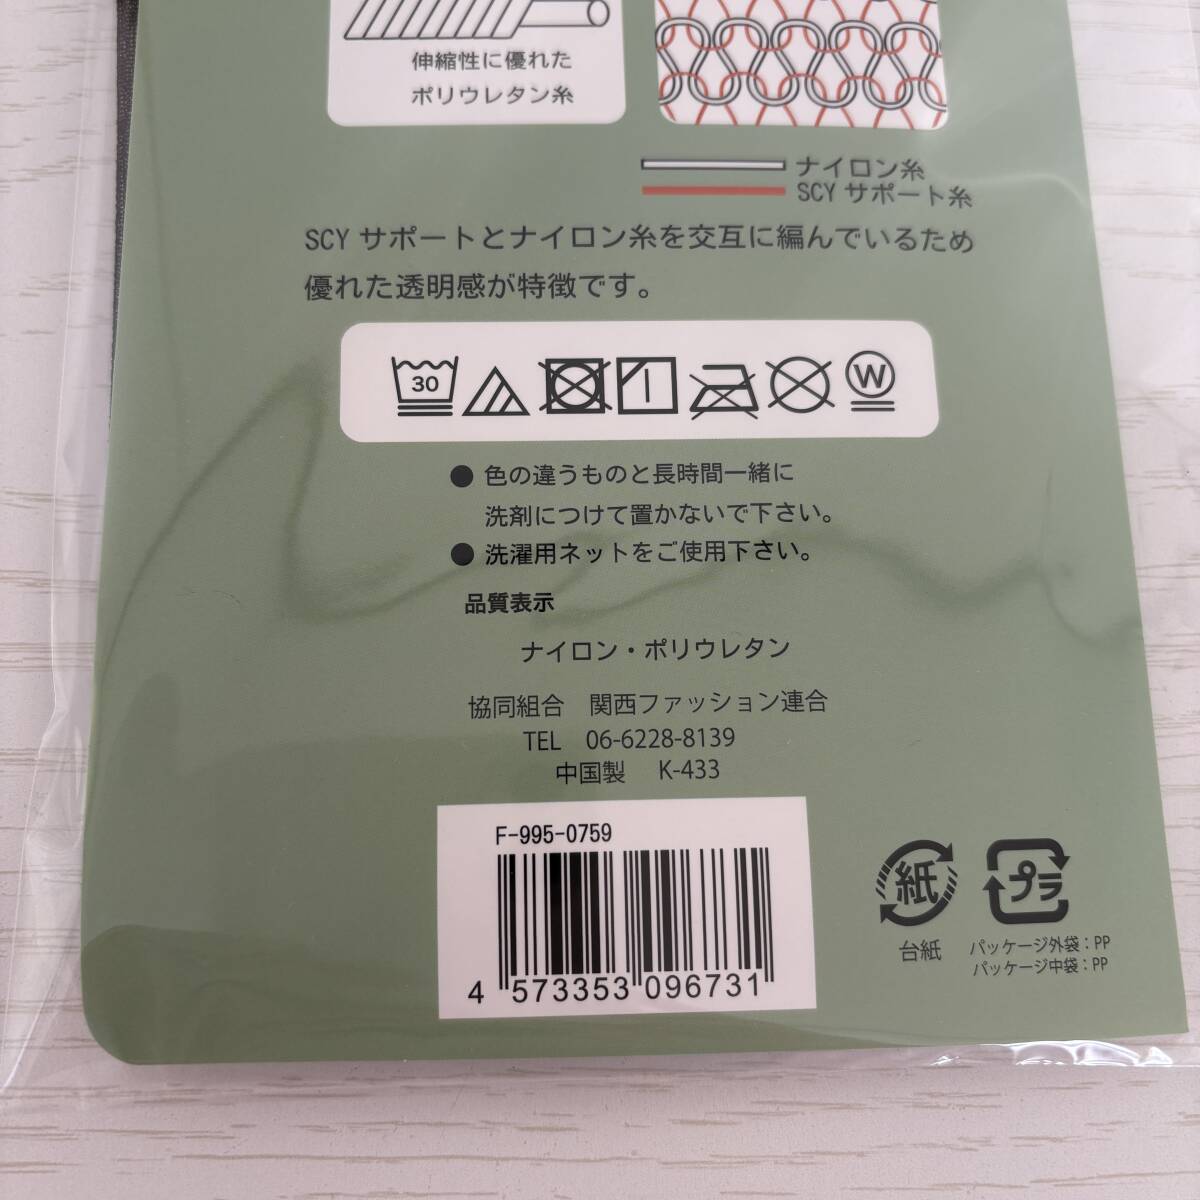 伸縮性に優れた
ポリウレタン糸
ナイロン糸
SCY サポート糸
SCY サポートとナイロン糸を交互に編んでいるため
優れた透明感が特徴です。
30
W
● 色の違うものと長時間一緒に
洗剤につけて置かないで下さい。
● 洗濯用ネットをご使用下さい。
品質表示
ナイロン・ポリウレタン
協同組合 関西ファッション連合
TEL 06-6228-8139
中国製 K-433
F-995-0759
4 573353 096731
紙
台紙
プラ
パッケージ外袋：PP
パッケージ中袋：PP